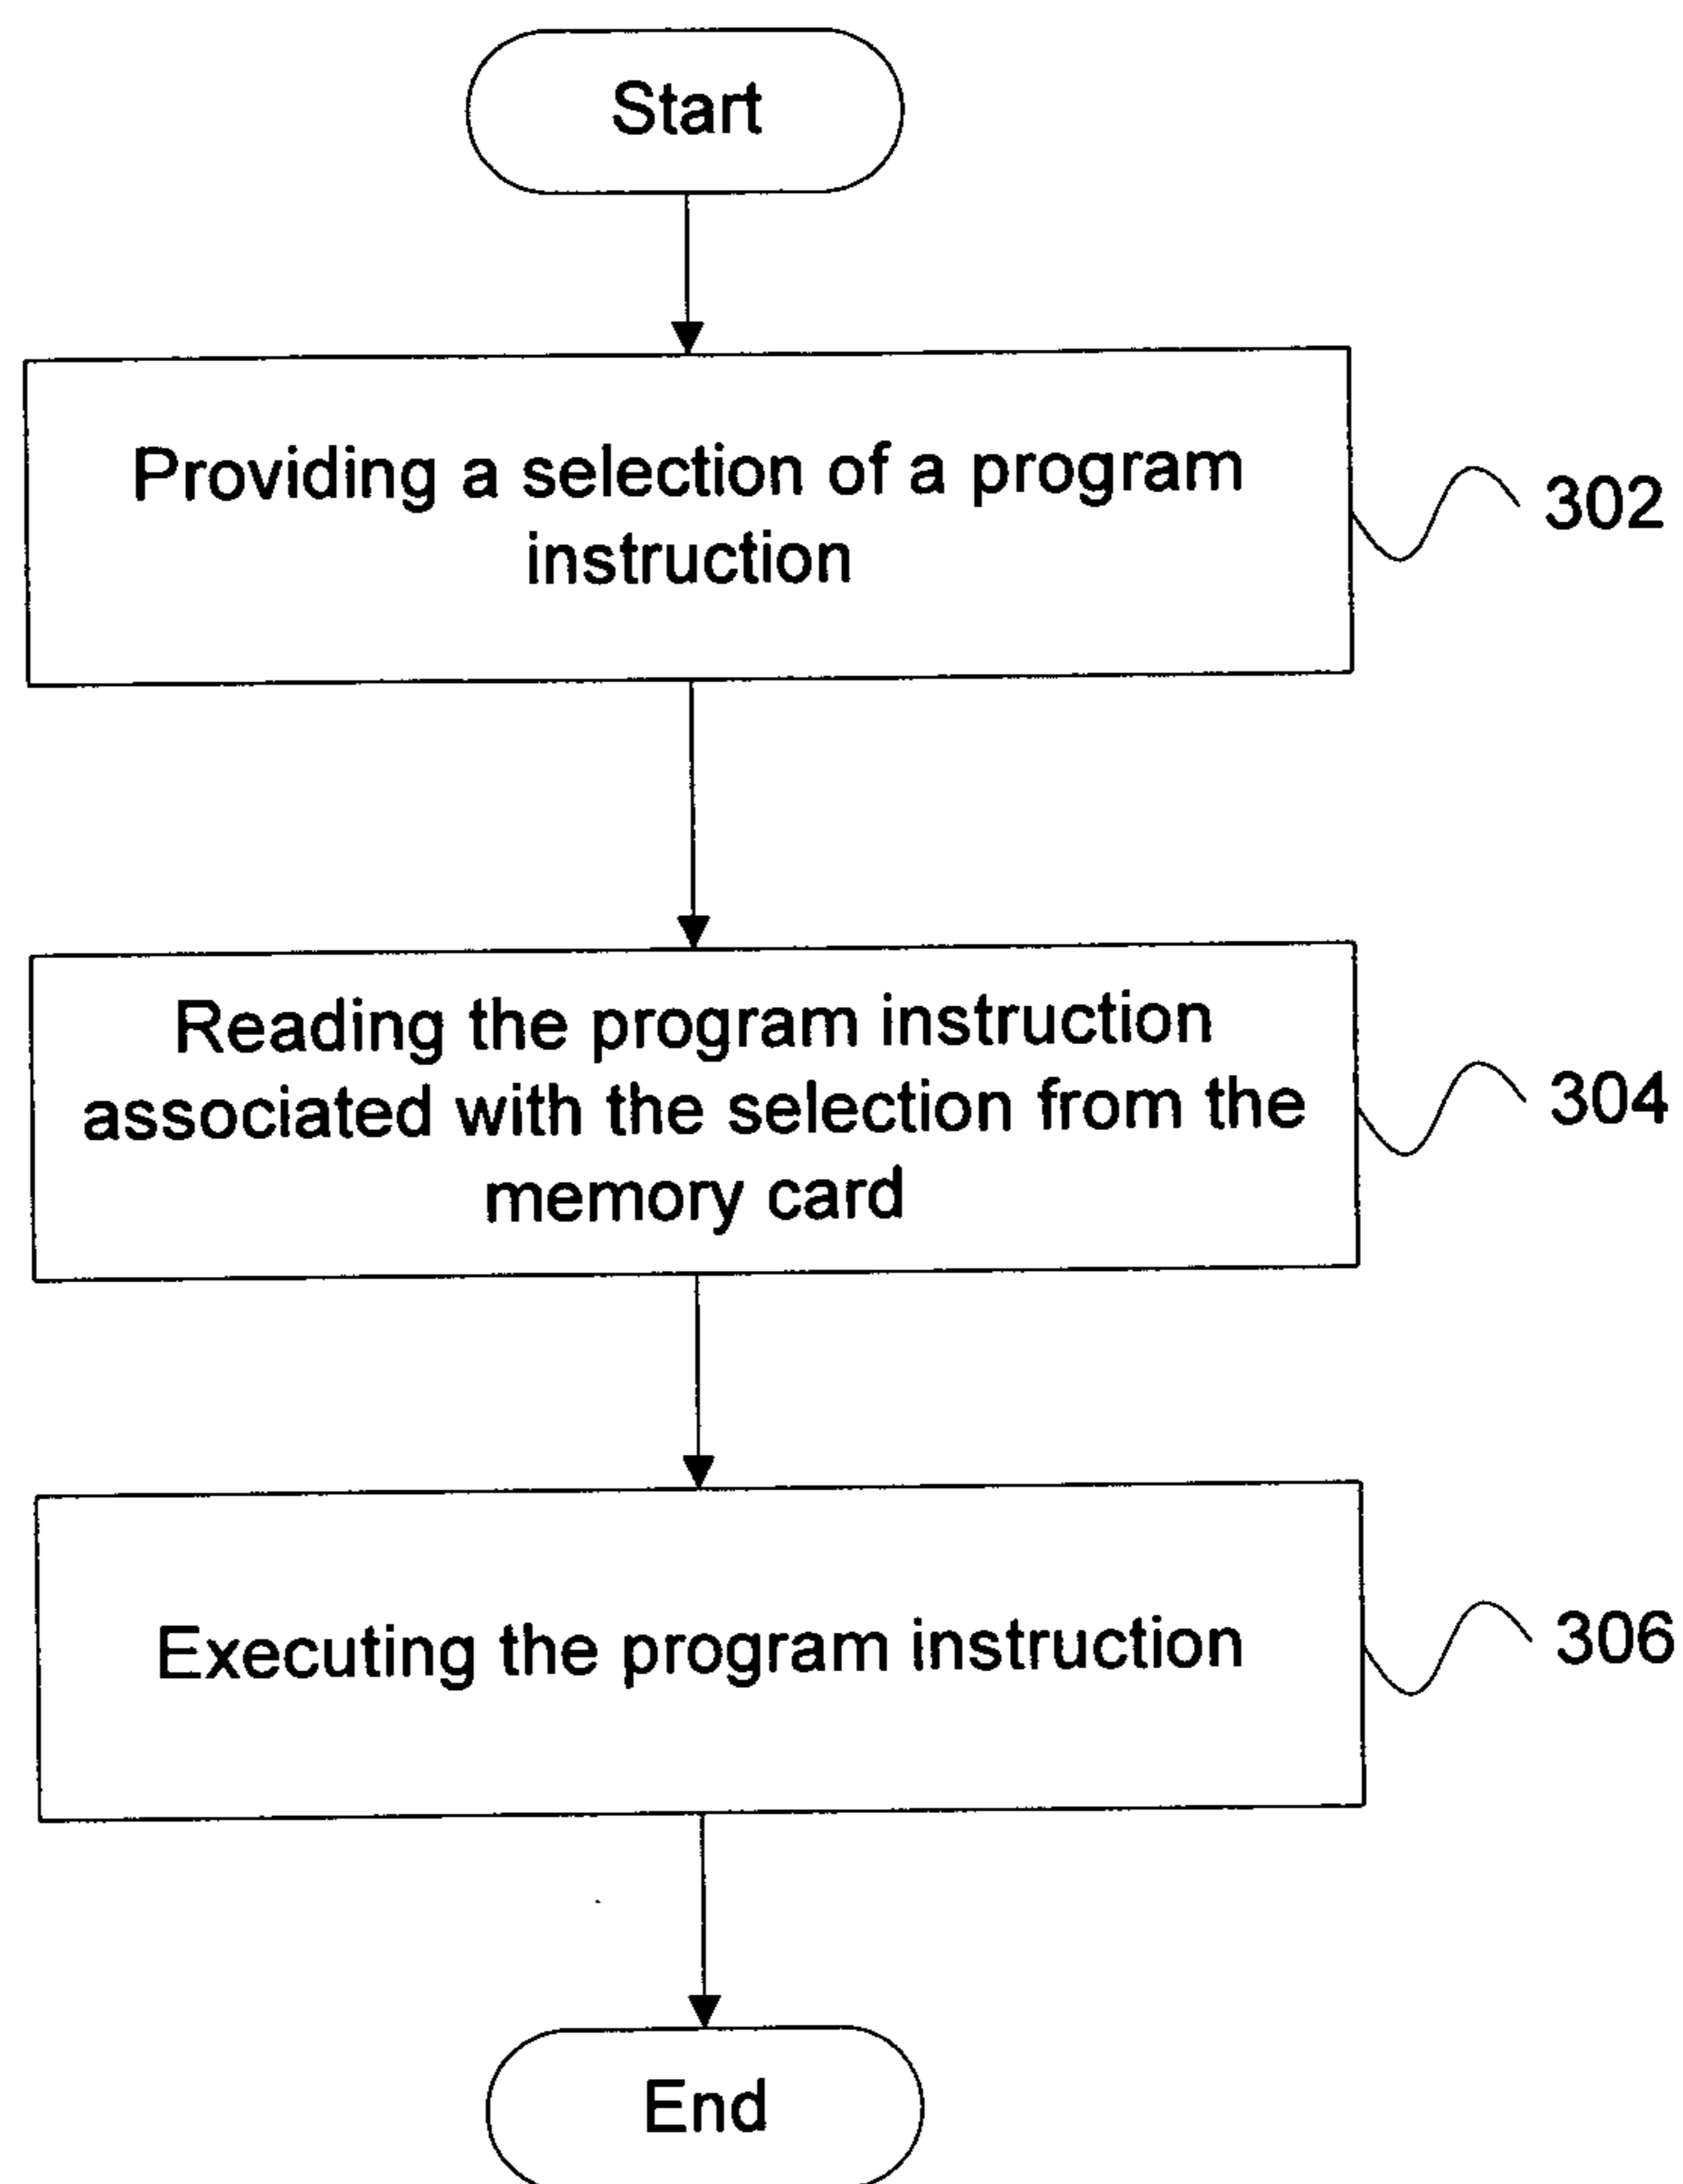 Start
Providing a selection of a program
instruction
302
Reading the program instruction
associated with the selection from the
memory card
304
Executing the program instruction
306
End